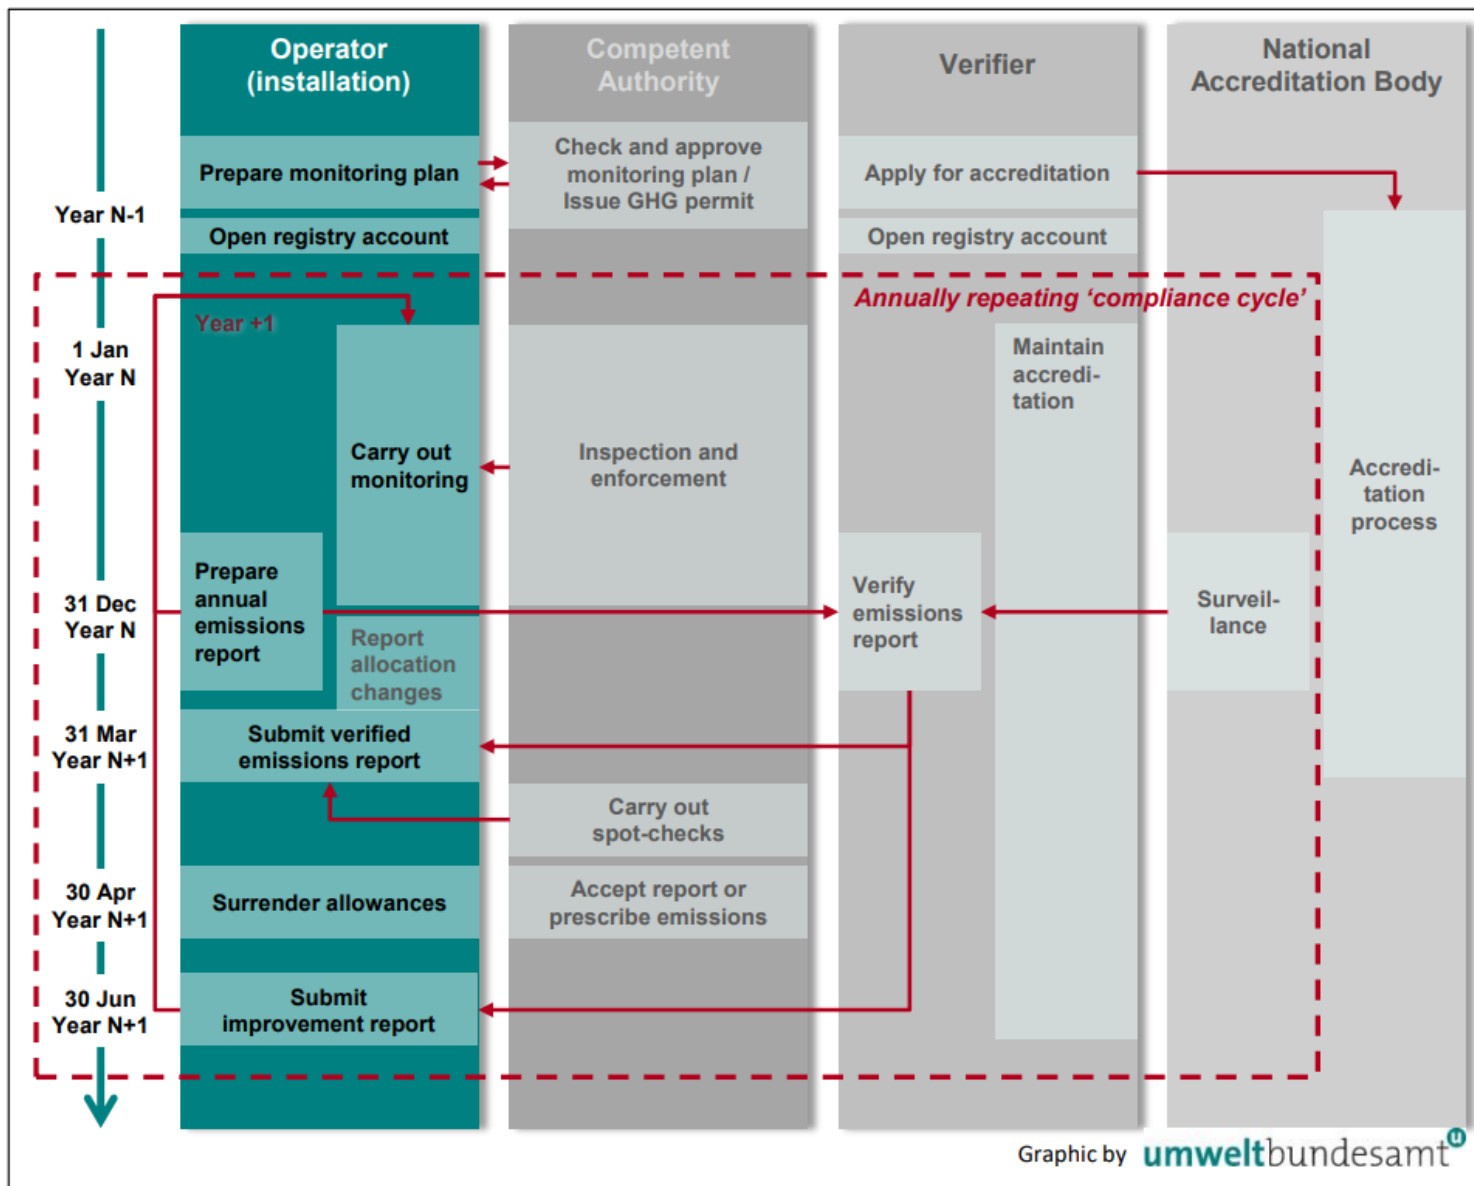 Operator
(installation)
Competent
Authority
Verifier
National
Accreditation Body
Year N-1
Prepare monitoring plan
Check and approve
monitoring plan /
Issue GHG permit
Apply for accreditation
Open registry account
Open registry account
Annually repeating ‘compliance cycle’
Year +1
1 Jan
Year N
Carry out
monitoring
Inspection and
enforcement
Maintain
accredi-
tation
Accredi-
tation
process
31 Dec
Year N
Prepare
annual
emissions
report
Report
allocation
changes
Verify
emissions
report
Surveil-
lance
31 Mar
Year N+1
Submit verified
emissions report
Carry out
spot-checks
30 Apr
Year N+1
Surrender allowances
Accept report or
prescribe emissions
30 Jun
Year N+1
Submit
improvement report
Graphic by umweltbundesamt u